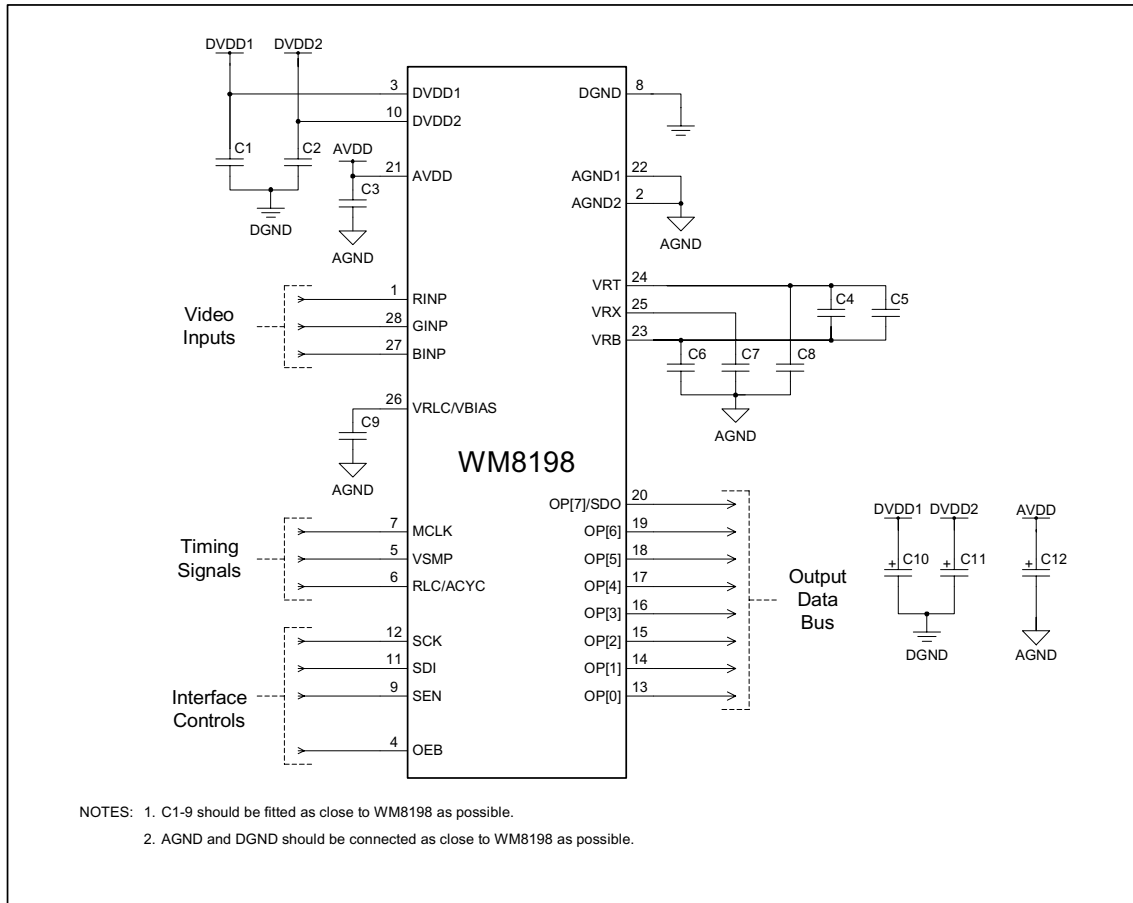 DVDD1 DVDD2
3 DVDD1
10 DVDD2
C1 C2
DGND
AVDD
21 AVDD
C3
AGND
DGND 8
AGND1 22
AGND2 2
AGND
Video
Inputs
1 RINP
28 GINP
27 BINP
VRT 24
VRX 25
VRB 23
C4 C5
C6 C7 C8
AGND
26 VRLC/VBIAS
C9
AGND
WM8198
Timing
Signals
7 MCLK
5 VSMP
6 RLC/ACYC
Interface
Controls
12 SCK
11 SDI
9 SEN
4 OEB
OP[7]/SDO 20
OP[6] 19
OP[5] 18
OP[4] 17
OP[3] 16
OP[2] 15
OP[1] 14
OP[0] 13
Output
Data
Bus
DVDD1 DVDD2 AVDD
+ C10 + C11 + C12
DGND AGND
NOTES: 1. C1-9 should be fitted as close to WM8198 as possible.
2. AGND and DGND should be connected as close to WM8198 as possible.